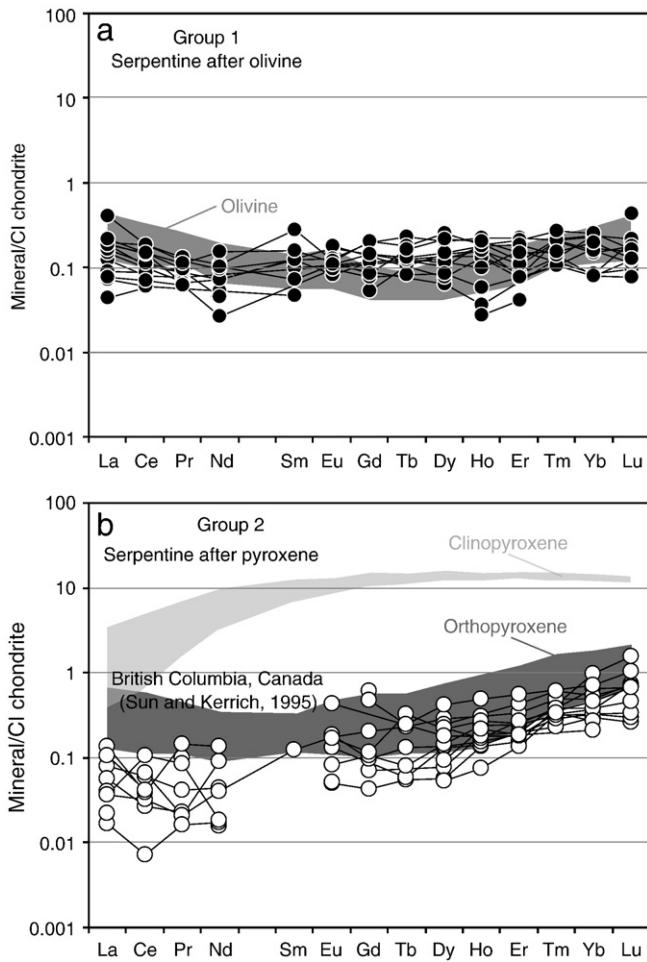 a
Group 1
Serpentine after olivine
Olivine
Mineral/CI chondrite
100
10
1
0.1
0.01
0.001
La Ce Pr Nd Sm Eu Gd Tb Dy Ho Er Tm Yb Lu
b
Group 2
Serpentine after pyroxene
Clinopyroxene
Orthopyroxene
British Columbia, Canada
(Sun and Kerrich, 1995)
Mineral/CI chondrite
100
10
1
0.1
0.01
0.001
La Ce Pr Nd Sm Eu Gd Tb Dy Ho Er Tm Yb Lu